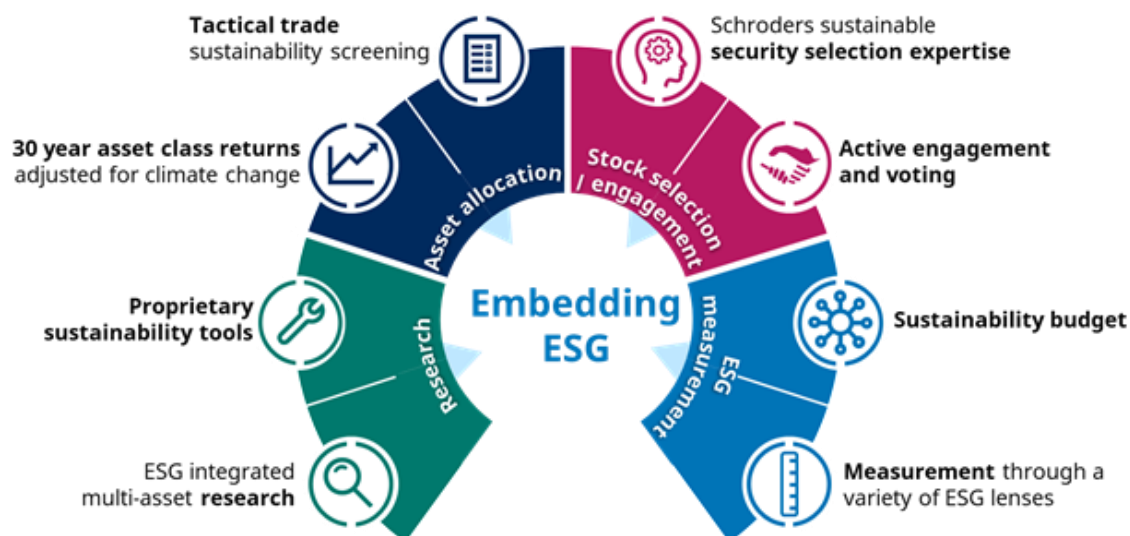 Tactical trade
sustainability screening
Schroders sustainable
security selection expertise
30 year asset class returns
adjusted for climate change
Active engagement
and voting
Asset allocation
Stock selection
/ engagement
Proprietary
sustainability tools
Research
Embedding
ESG
ESG
measurement
Sustainability budget
ESG integrated
multi-asset research
Measurement through a
variety of ESG lenses